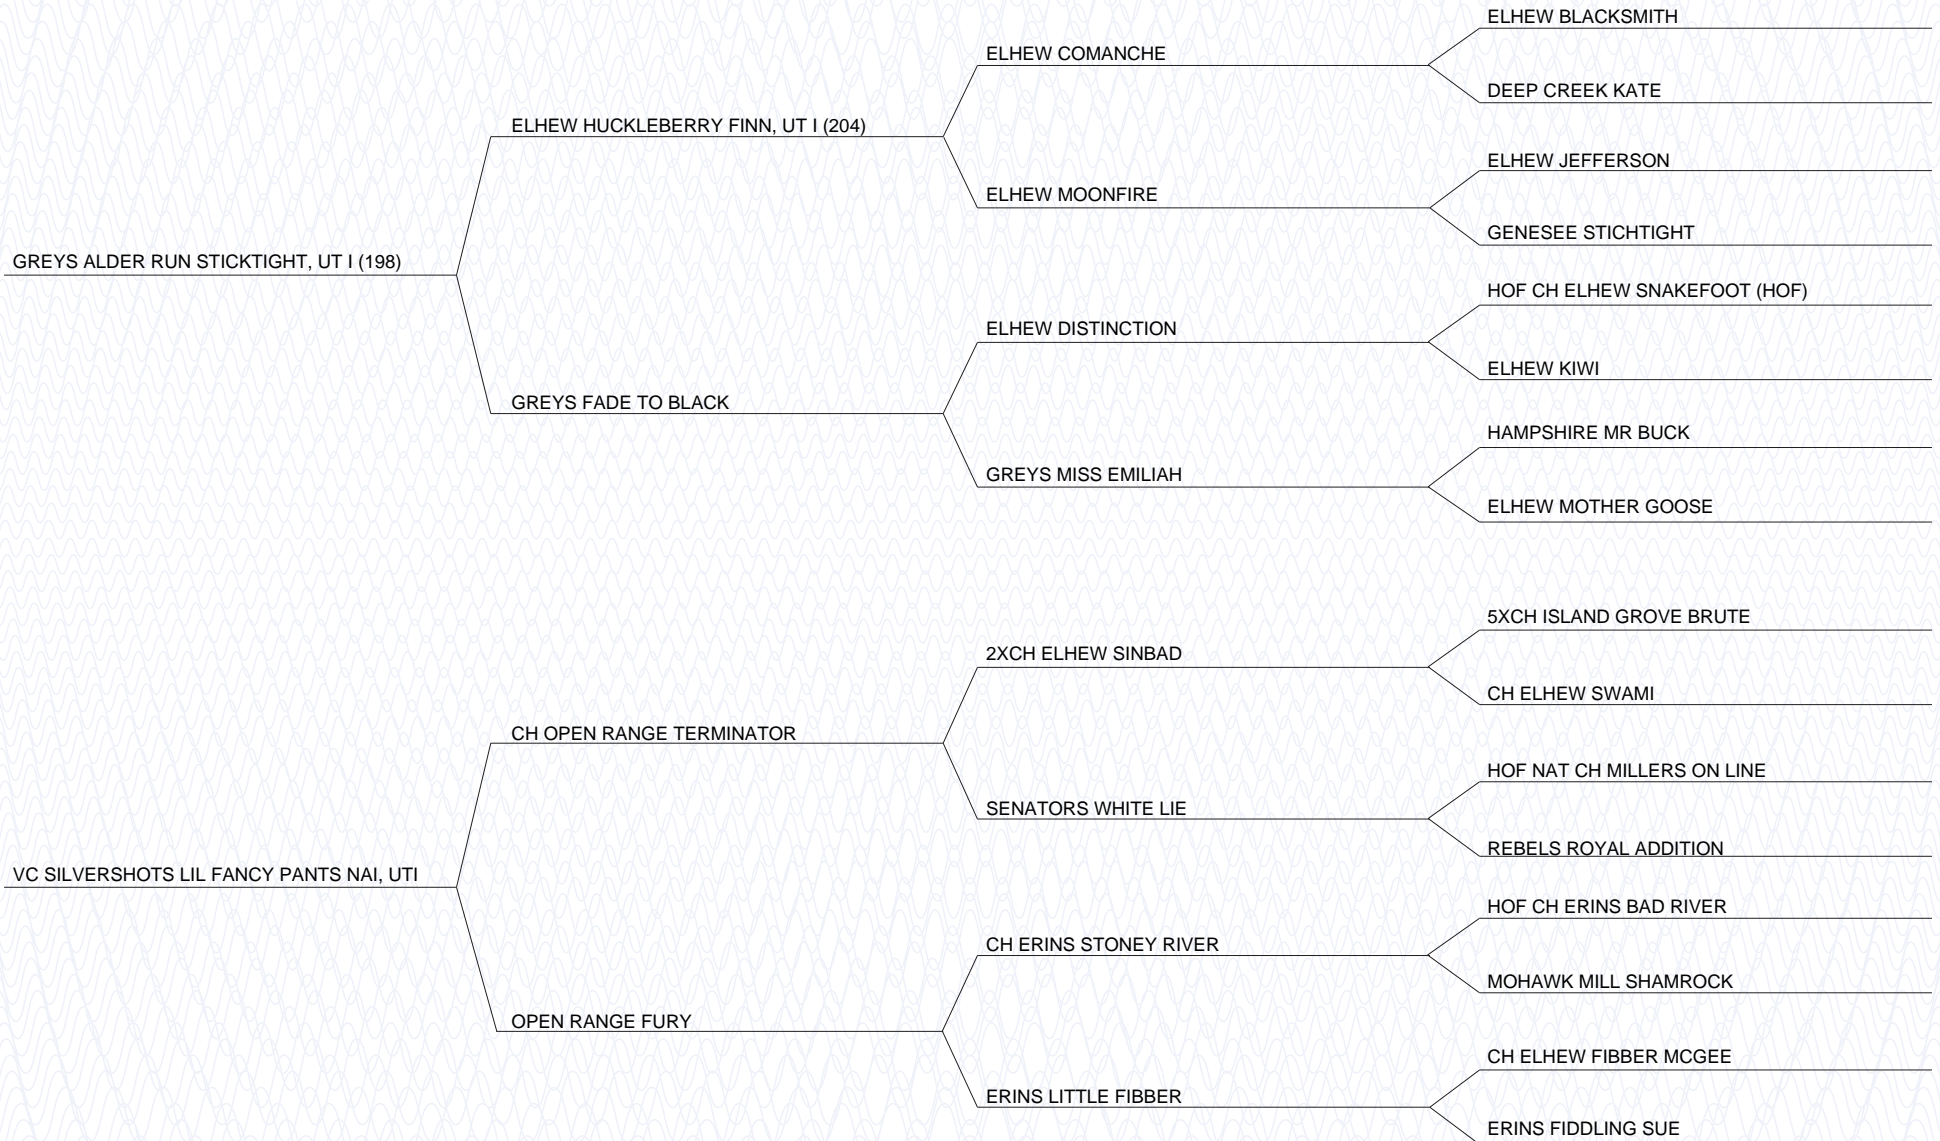 ELHEW BLACKSMITH
ELHEW COMANCHE
DEEP CREEK KATE
ELHEW HUCKLEBERRY FINN, UT I (204)
ELHEW JEFFERSON
ELHEW MOONFIRE
GENESEE STICHTIGHT
GREYS ALDER RUN STICKTIGHT, UT I (198)
HOF CH ELHEW SNAKEFOOT (HOF)
ELHEW DISTINCTION
ELHEW KIWI
GREYS FADE TO BLACK
HAMPSHIRE MR BUCK
GREYS MISS EMILIAH
ELHEW MOTHER GOOSE
5XCH ISLAND GROVE BRUTE
2XCH ELHEW SINBAD
CH ELHEW SWAMI
CH OPEN RANGE TERMINATOR
HOF NAT CH MILLERS ON LINE
SENATORS WHITE LIE
REBELS ROYAL ADDITION
VC SILVERSHOTS LIL FANCY PANTS NAI, UTI
HOF CH ERINS BAD RIVER
CH ERINS STONEY RIVER
MOHAWK MILL SHAMROCK
OPEN RANGE FURY
CH ELHEW FIBBER MCGEE
ERINS LITTLE FIBBER
ERINS FIDDLING SUE